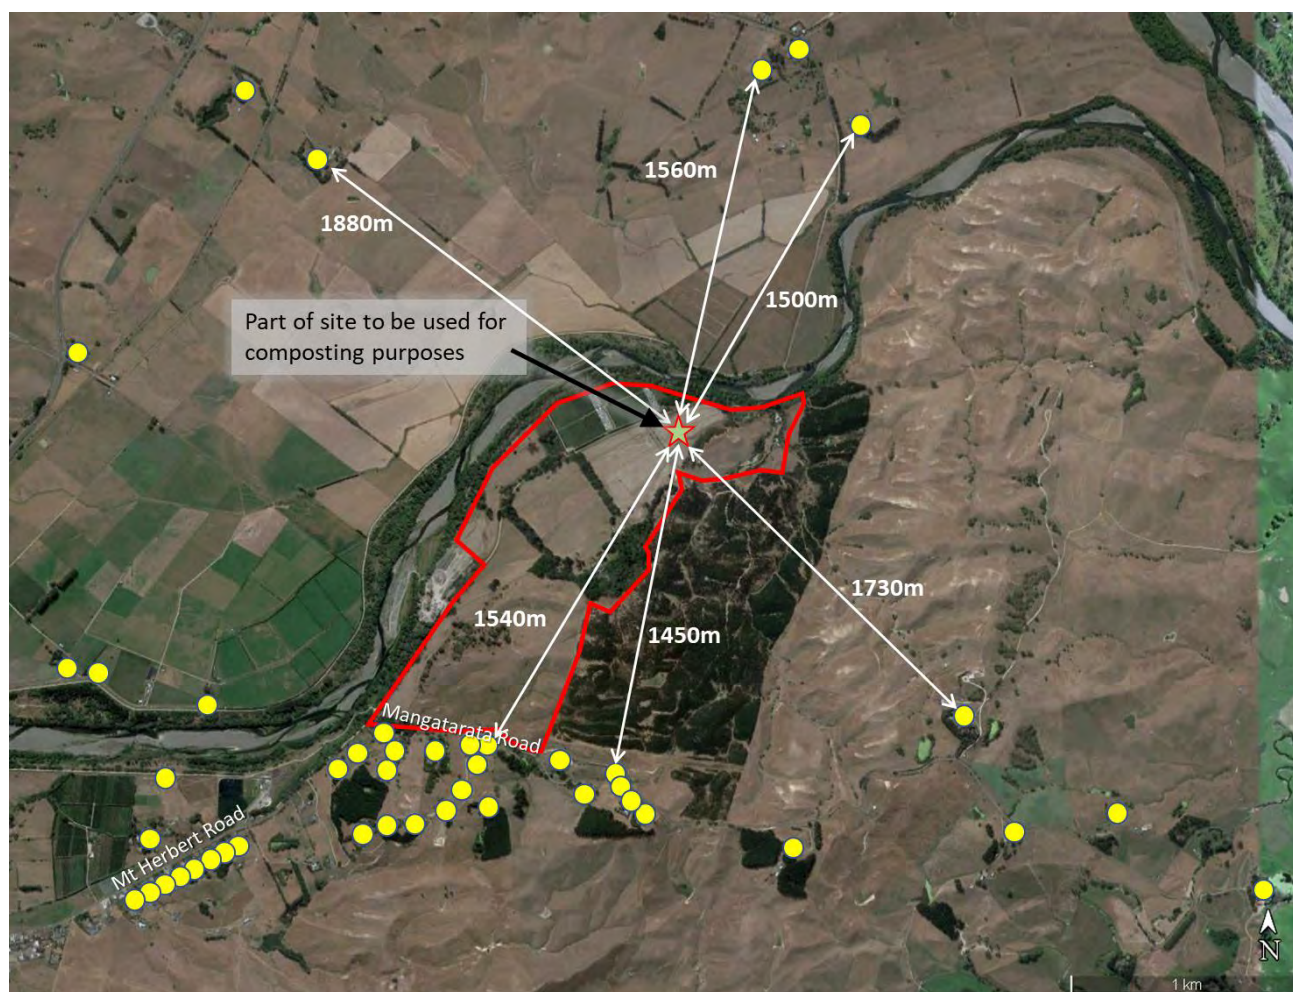 1560m
1880m
1500m
Part of site to be used for
composting purposes
1730m
1540m
1450m
Mangatarata Road
Mt Herbert Road
N
1 km